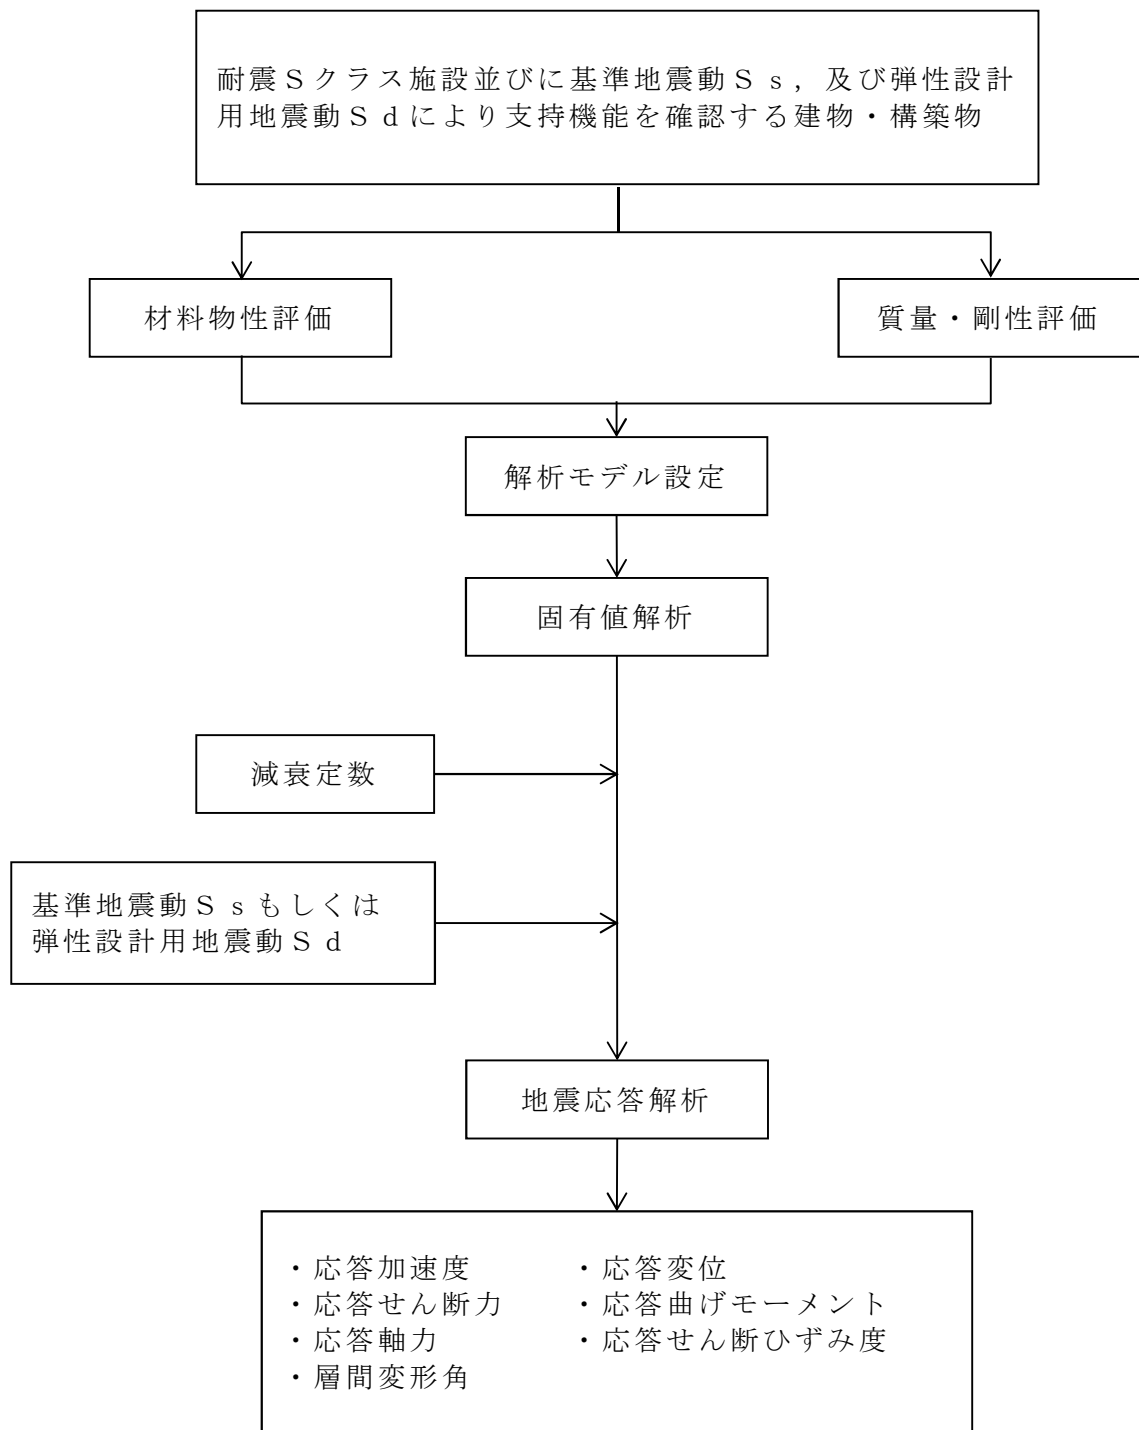 耐震Ｓクラス施設並びに基準地震動Ｓｓ，及び弾性設計
用地震動Ｓｄにより支持機能を確認する建物・構築物
材料物性評価
質量・剛性評価
解析モデル設定
固有値解析
減衰定数
基準地震動Ｓｓもしくは
弾性設計用地震動Ｓｄ
地震応答解析
・応答加速度
・応答変位
・応答せん断力
・応答曲げモーメント
・応答軸力
・応答せん断ひずみ度
・層間変形角